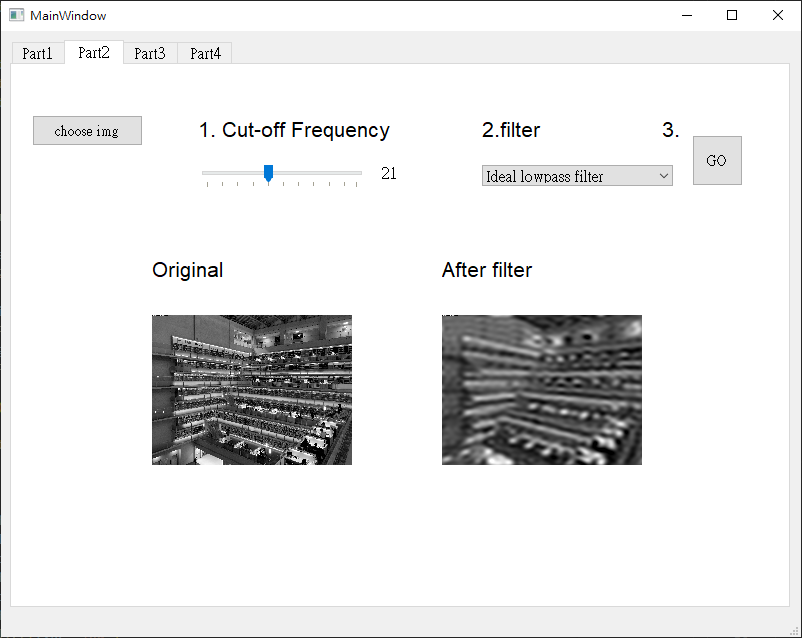 MainWindow
Part1 Part2 Part3 Part4
choose img
1. Cut-off Frequency
21
2.filter
Ideal lowpass filter
3.
GO
Original
After filter